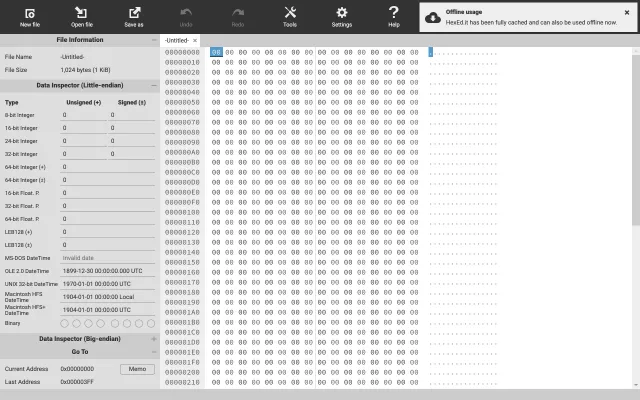 New file Open file Save as Undo Redo Tools Settings Help
Offline usage
HexEd.it has been fully cached and can also be used offline now.
File Information
File Name -Untitled-
File Size 1,024 bytes (1 KiB)
Data Inspector (Little-endian)
Type Unsigned (+) Signed (±)
8-bit Integer 0 0
16-bit Integer 0 0
24-bit Integer 0 0
32-bit Integer 0 0
64-bit Integer (+) 0
64-bit Integer (±) 0
16-bit Float. P. 0
32-bit Float. P. 0
64-bit Float. P. 0
LEB128 (+) 0
LEB128 (±) 0
MS-DOS DateTime Invalid date
OLE 2.0 DateTime 1899-12-30 00:00:00.000 UTC
UNIX 32-bit DateTime 1970-01-01 00:00:00 UTC
Macintosh HFS DateTime 1904-01-01 00:00:00 Local
Macintosh HFS+ DateTime 1904-01-01 00:00:00 UTC
Binary
Data Inspector (Big-endian)
Go To
Current Address 0x00000000 Memo
Last Address 0x000003FF
-Untitled-
00000000 00 00 00 00 00 00 00 00 00 00 00 00 00 00 00 00 ................
00000010 00 00 00 00 00 00 00 00 00 00 00 00 00 00 00 00 ................
00000020 00 00 00 00 00 00 00 00 00 00 00 00 00 00 00 00 ................
00000030 00 00 00 00 00 00 00 00 00 00 00 00 00 00 00 00 ................
00000040 00 00 00 00 00 00 00 00 00 00 00 00 00 00 00 00 ................
00000050 00 00 00 00 00 00 00 00 00 00 00 00 00 00 00 00 ................
00000060 00 00 00 00 00 00 00 00 00 00 00 00 00 00 00 00 ................
00000070 00 00 00 00 00 00 00 00 00 00 00 00 00 00 00 00 ................
00000080 00 00 00 00 00 00 00 00 00 00 00 00 00 00 00 00 ................
00000090 00 00 00 00 00 00 00 00 00 00 00 00 00 00 00 00 ................
000000A0 00 00 00 00 00 00 00 00 00 00 00 00 00 00 00 00 ................
000000B0 00 00 00 00 00 00 00 00 00 00 00 00 00 00 00 00 ................
000000C0 00 00 00 00 00 00 00 00 00 00 00 00 00 00 00 00 ................
000000D0 00 00 00 00 00 00 00 00 00 00 00 00 00 00 00 00 ................
000000E0 00 00 00 00 00 00 00 00 00 00 00 00 00 00 00 00 ................
000000F0 00 00 00 00 00 00 00 00 00 00 00 00 00 00 00 00 ................
00000100 00 00 00 00 00 00 00 00 00 00 00 00 00 00 00 00 ................
00000110 00 00 00 00 00 00 00 00 00 00 00 00 00 00 00 00 ................
00000120 00 00 00 00 00 00 00 00 00 00 00 00 00 00 00 00 ................
00000130 00 00 00 00 00 00 00 00 00 00 00 00 00 00 00 00 ................
00000140 00 00 00 00 00 00 00 00 00 00 00 00 00 00 00 00 ................
00000150 00 00 00 00 00 00 00 00 00 00 00 00 00 00 00 00 ................
00000160 00 00 00 00 00 00 00 00 00 00 00 00 00 00 00 00 ................
00000170 00 00 00 00 00 00 00 00 00 00 00 00 00 00 00 00 ................
00000180 00 00 00 00 00 00 00 00 00 00 00 00 00 00 00 00 ................
00000190 00 00 00 00 00 00 00 00 00 00 00 00 00 00 00 00 ................
000001A0 00 00 00 00 00 00 00 00 00 00 00 00 00 00 00 00 ................
000001B0 00 00 00 00 00 00 00 00 00 00 00 00 00 00 00 00 ................
000001C0 00 00 00 00 00 00 00 00 00 00 00 00 00 00 00 00 ................
000001D0 00 00 00 00 00 00 00 00 00 00 00 00 00 00 00 00 ................
000001E0 00 00 00 00 00 00 00 00 00 00 00 00 00 00 00 00 ................
000001F0 00 00 00 00 00 00 00 00 00 00 00 00 00 00 00 00 ................
00000200 00 00 00 00 00 00 00 00 00 00 00 00 00 00 00 00 ................
00000210 00 00 00 00 00 00 00 00 00 00 00 00 00 00 00 00 ................